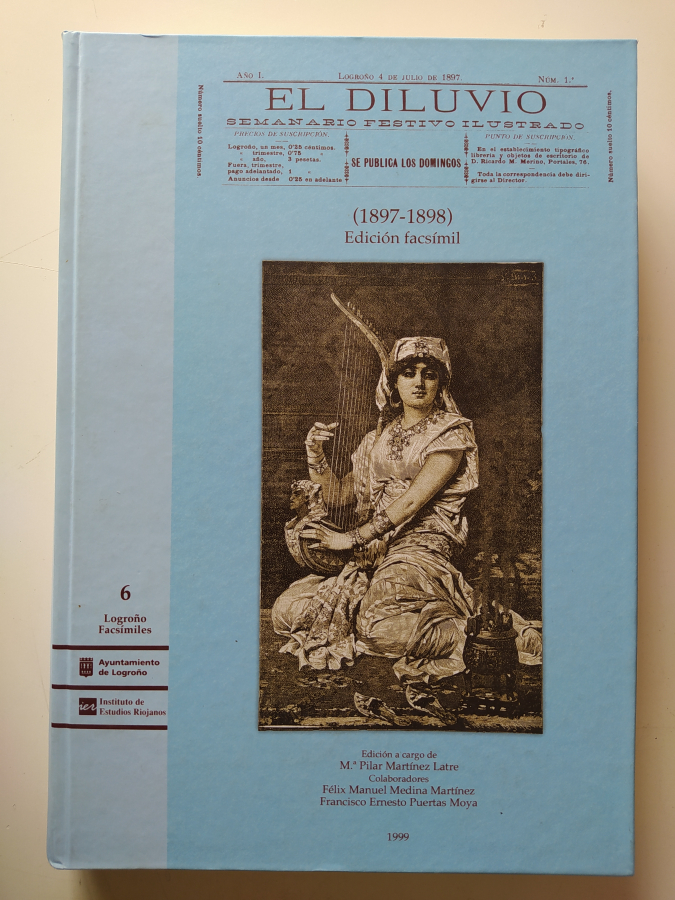 AÑO I.
LOGROÑO 4 DE JULIO DE 1897
NÚM. 1.º
EL DILUVIO
SEMANARIO FESTIVO ILUSTRADO
Número suelto 10 céntimos
PRECIOS DE SUSCRIPCIÓN.
Logroño, un mes, 0'25 céntimos.
» trimestre, 0'75 »
» año, 3 pesetas.
Fuera, trimestre,
pago adelantado, 1 »
Anuncios desde 0'25 en adelante
SE PUBLICA LOS DOMINGOS
PUNTO DE SUSCRIPCIÓN.
En el establecimiento tipográfico
librería y objetos de escritorio de
D. Ricardo M. Merino, Portales, 76.
Toda la correspondencia debe diri-
girse al Director.
Número suelto 10 céntimos.
(1897-1898)
Edición facsímil
6
Logroño
Facsímiles
Ayuntamiento
de Logroño
ier
Instituto de
Estudios Riojanos
Edición a cargo de
M.ª Pilar Martínez Latre
Colaboradores
Félix Manuel Medina Martínez
Francisco Ernesto Puertas Moya
1999